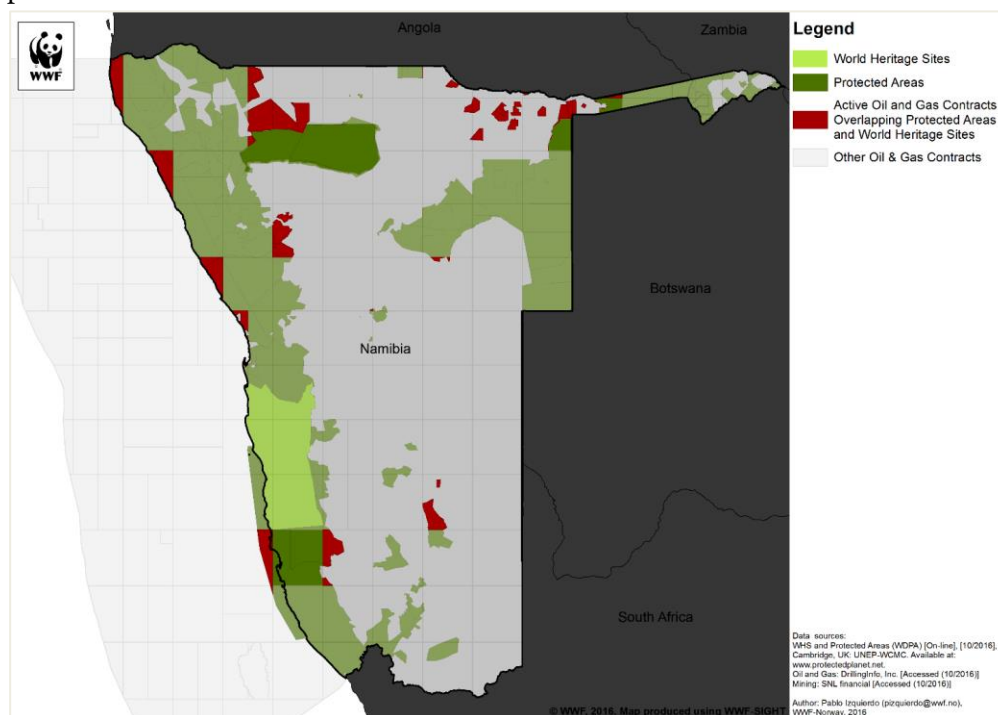 WWF
Angola
Zambia
Botswana
Namibia
South Africa
© WWF, 2016. Map produced using WWF-SIGHT
Legend
World Heritage Sites
Protected Areas
Active Oil and Gas Contracts
Overlapping Protected Areas
and World Heritage Sites
Other Oil & Gas Contracts
Data sources:
WHS and Protected Areas (WDPA) [On-line], [10/2016],
Cambridge, UK: UNEP-WCMC. Available at:
www.protectedplanet.net.
Oil and Gas: DrillingInfo, Inc. [Accessed (10/2016)]
Mining: SNL financial [Accessed (10/2016)]
Author: Pablo Izquierdo (pizquierdo@wwf.no),
WWF-Norway, 2016